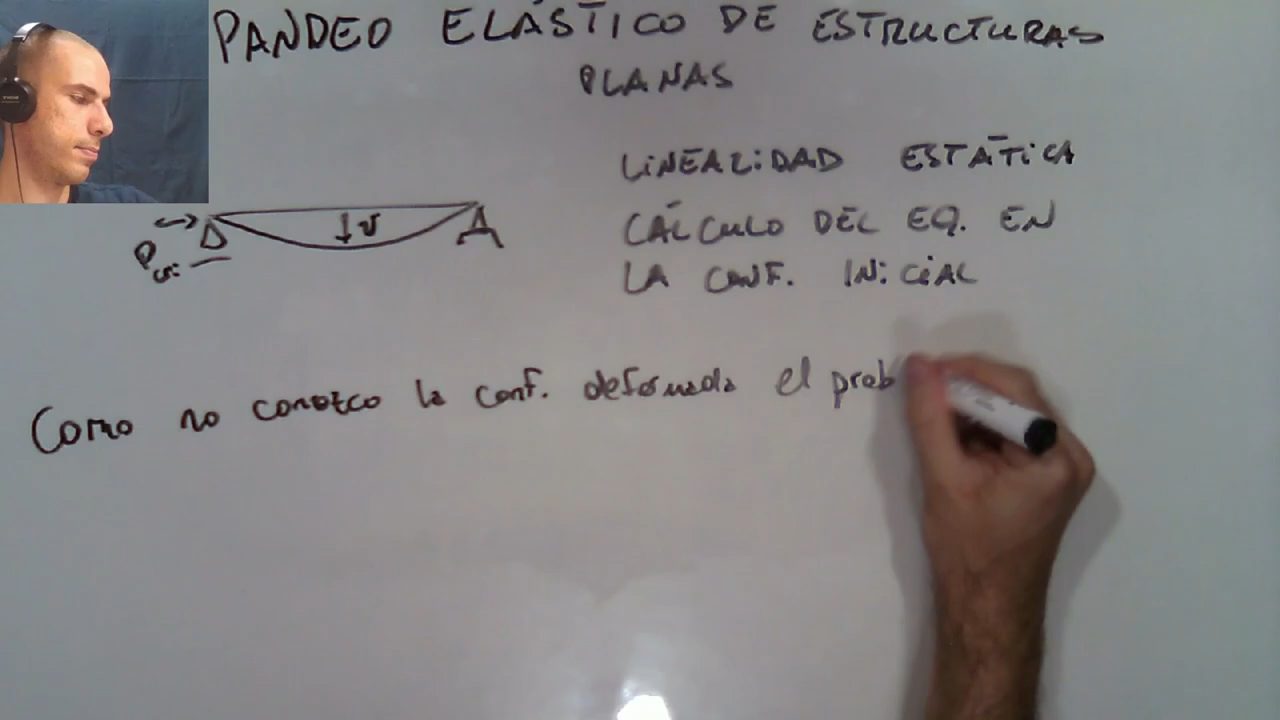 PANDEO ELÁSTICO DE ESTRUCTURAS
PLANAS
LINEALIDAD ESTÁTICA
CÁLCULO DEL EQ. EN
LA CONF. INICIAL
v
Pcri
Como no conozco la conf. deformada el prob